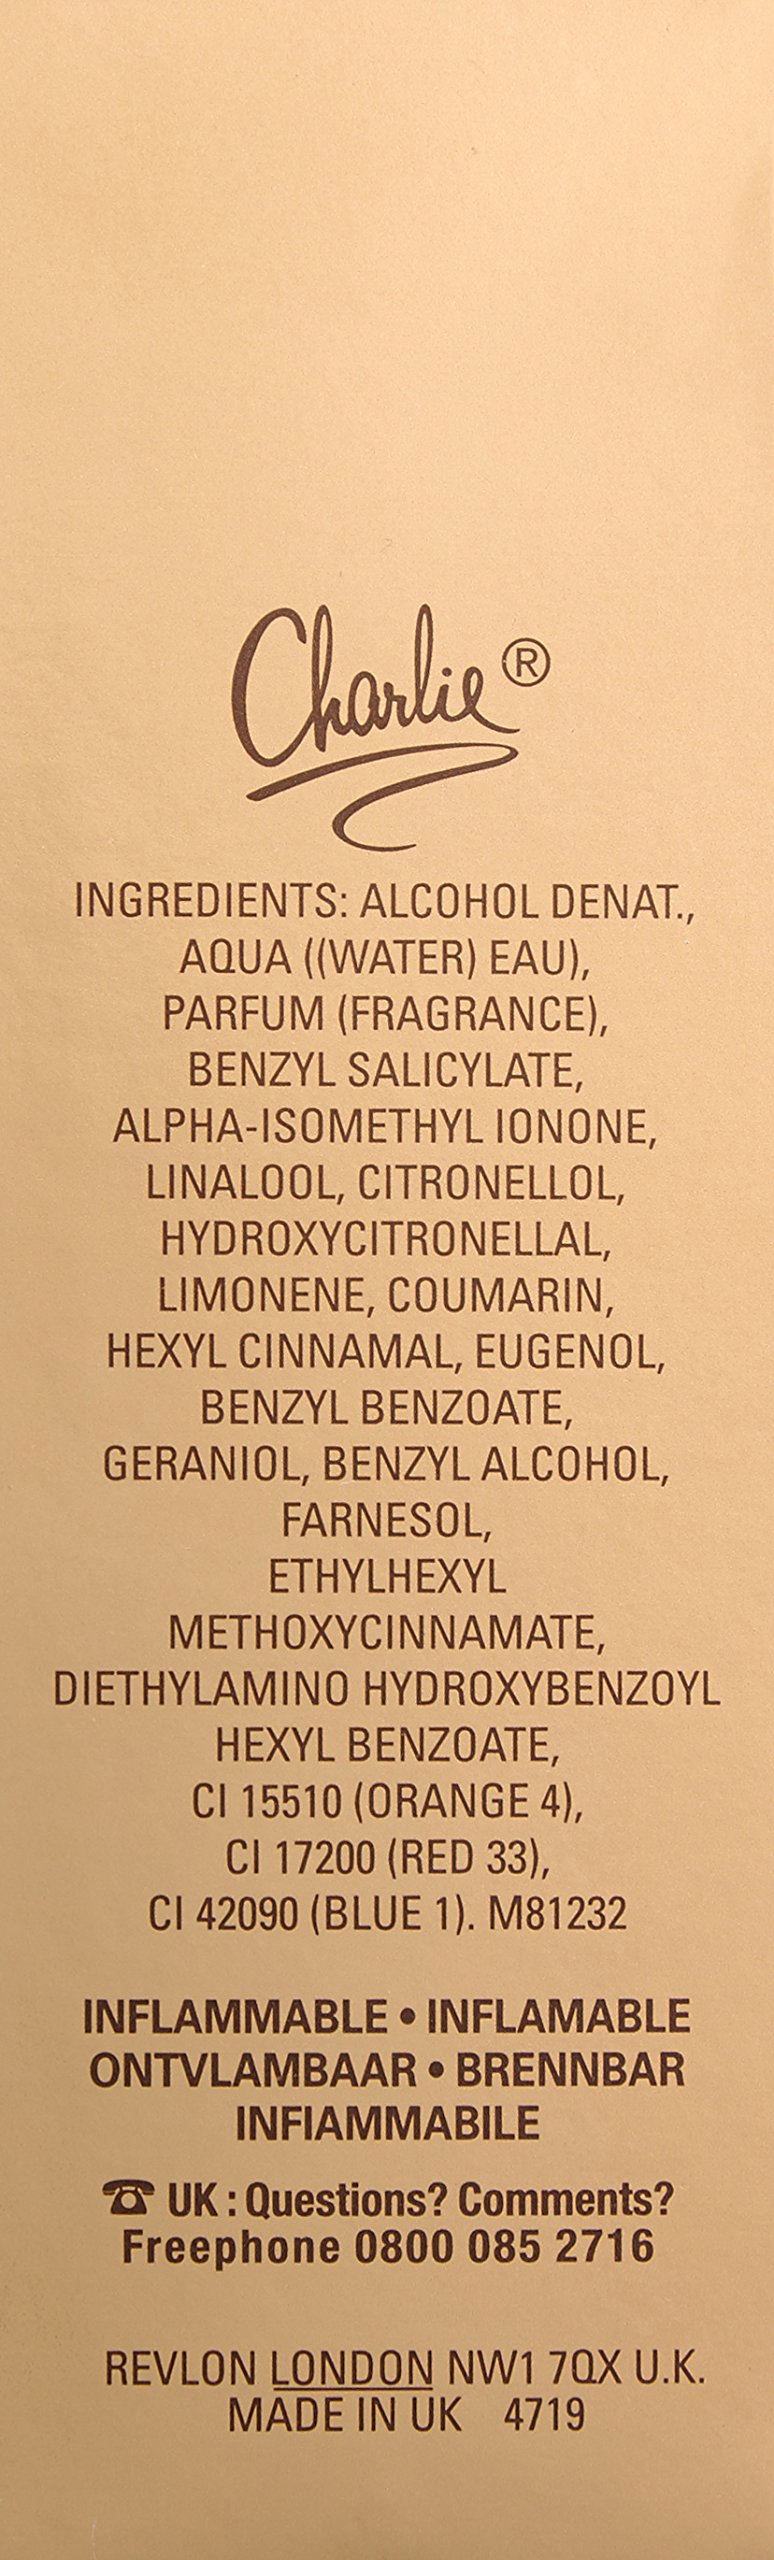 Charlie®
INGREDIENTS: ALCOHOL DENAT.,
AQUA ((WATER) EAU),
PARFUM (FRAGRANCE),
BENZYL SALICYLATE,
ALPHA-ISOMETHYL IONONE,
LINALOOL, CITRONELLOL,
HYDROXYCITRONELLAL,
LIMONENE, COUMARIN,
HEXYL CINNAMAL, EUGENOL,
BENZYL BENZOATE,
GERANIOL, BENZYL ALCOHOL,
FARNESOL,
ETHYLHEXYL
METHOXYCINNAMATE,
DIETHYLAMINO HYDROXYBENZOYL
HEXYL BENZOATE,
CI 15510 (ORANGE 4),
CI 17200 (RED 33),
CI 42090 (BLUE 1). M81232
INFLAMMABLE • INFLAMABLE
ONTVLAMBAAR • BRENNBAR
INFIAMMABILE
☎ UK : Questions? Comments?
Freephone 0800 085 2716
REVLON LONDON NW1 7QX U.K.
MADE IN UK 4719